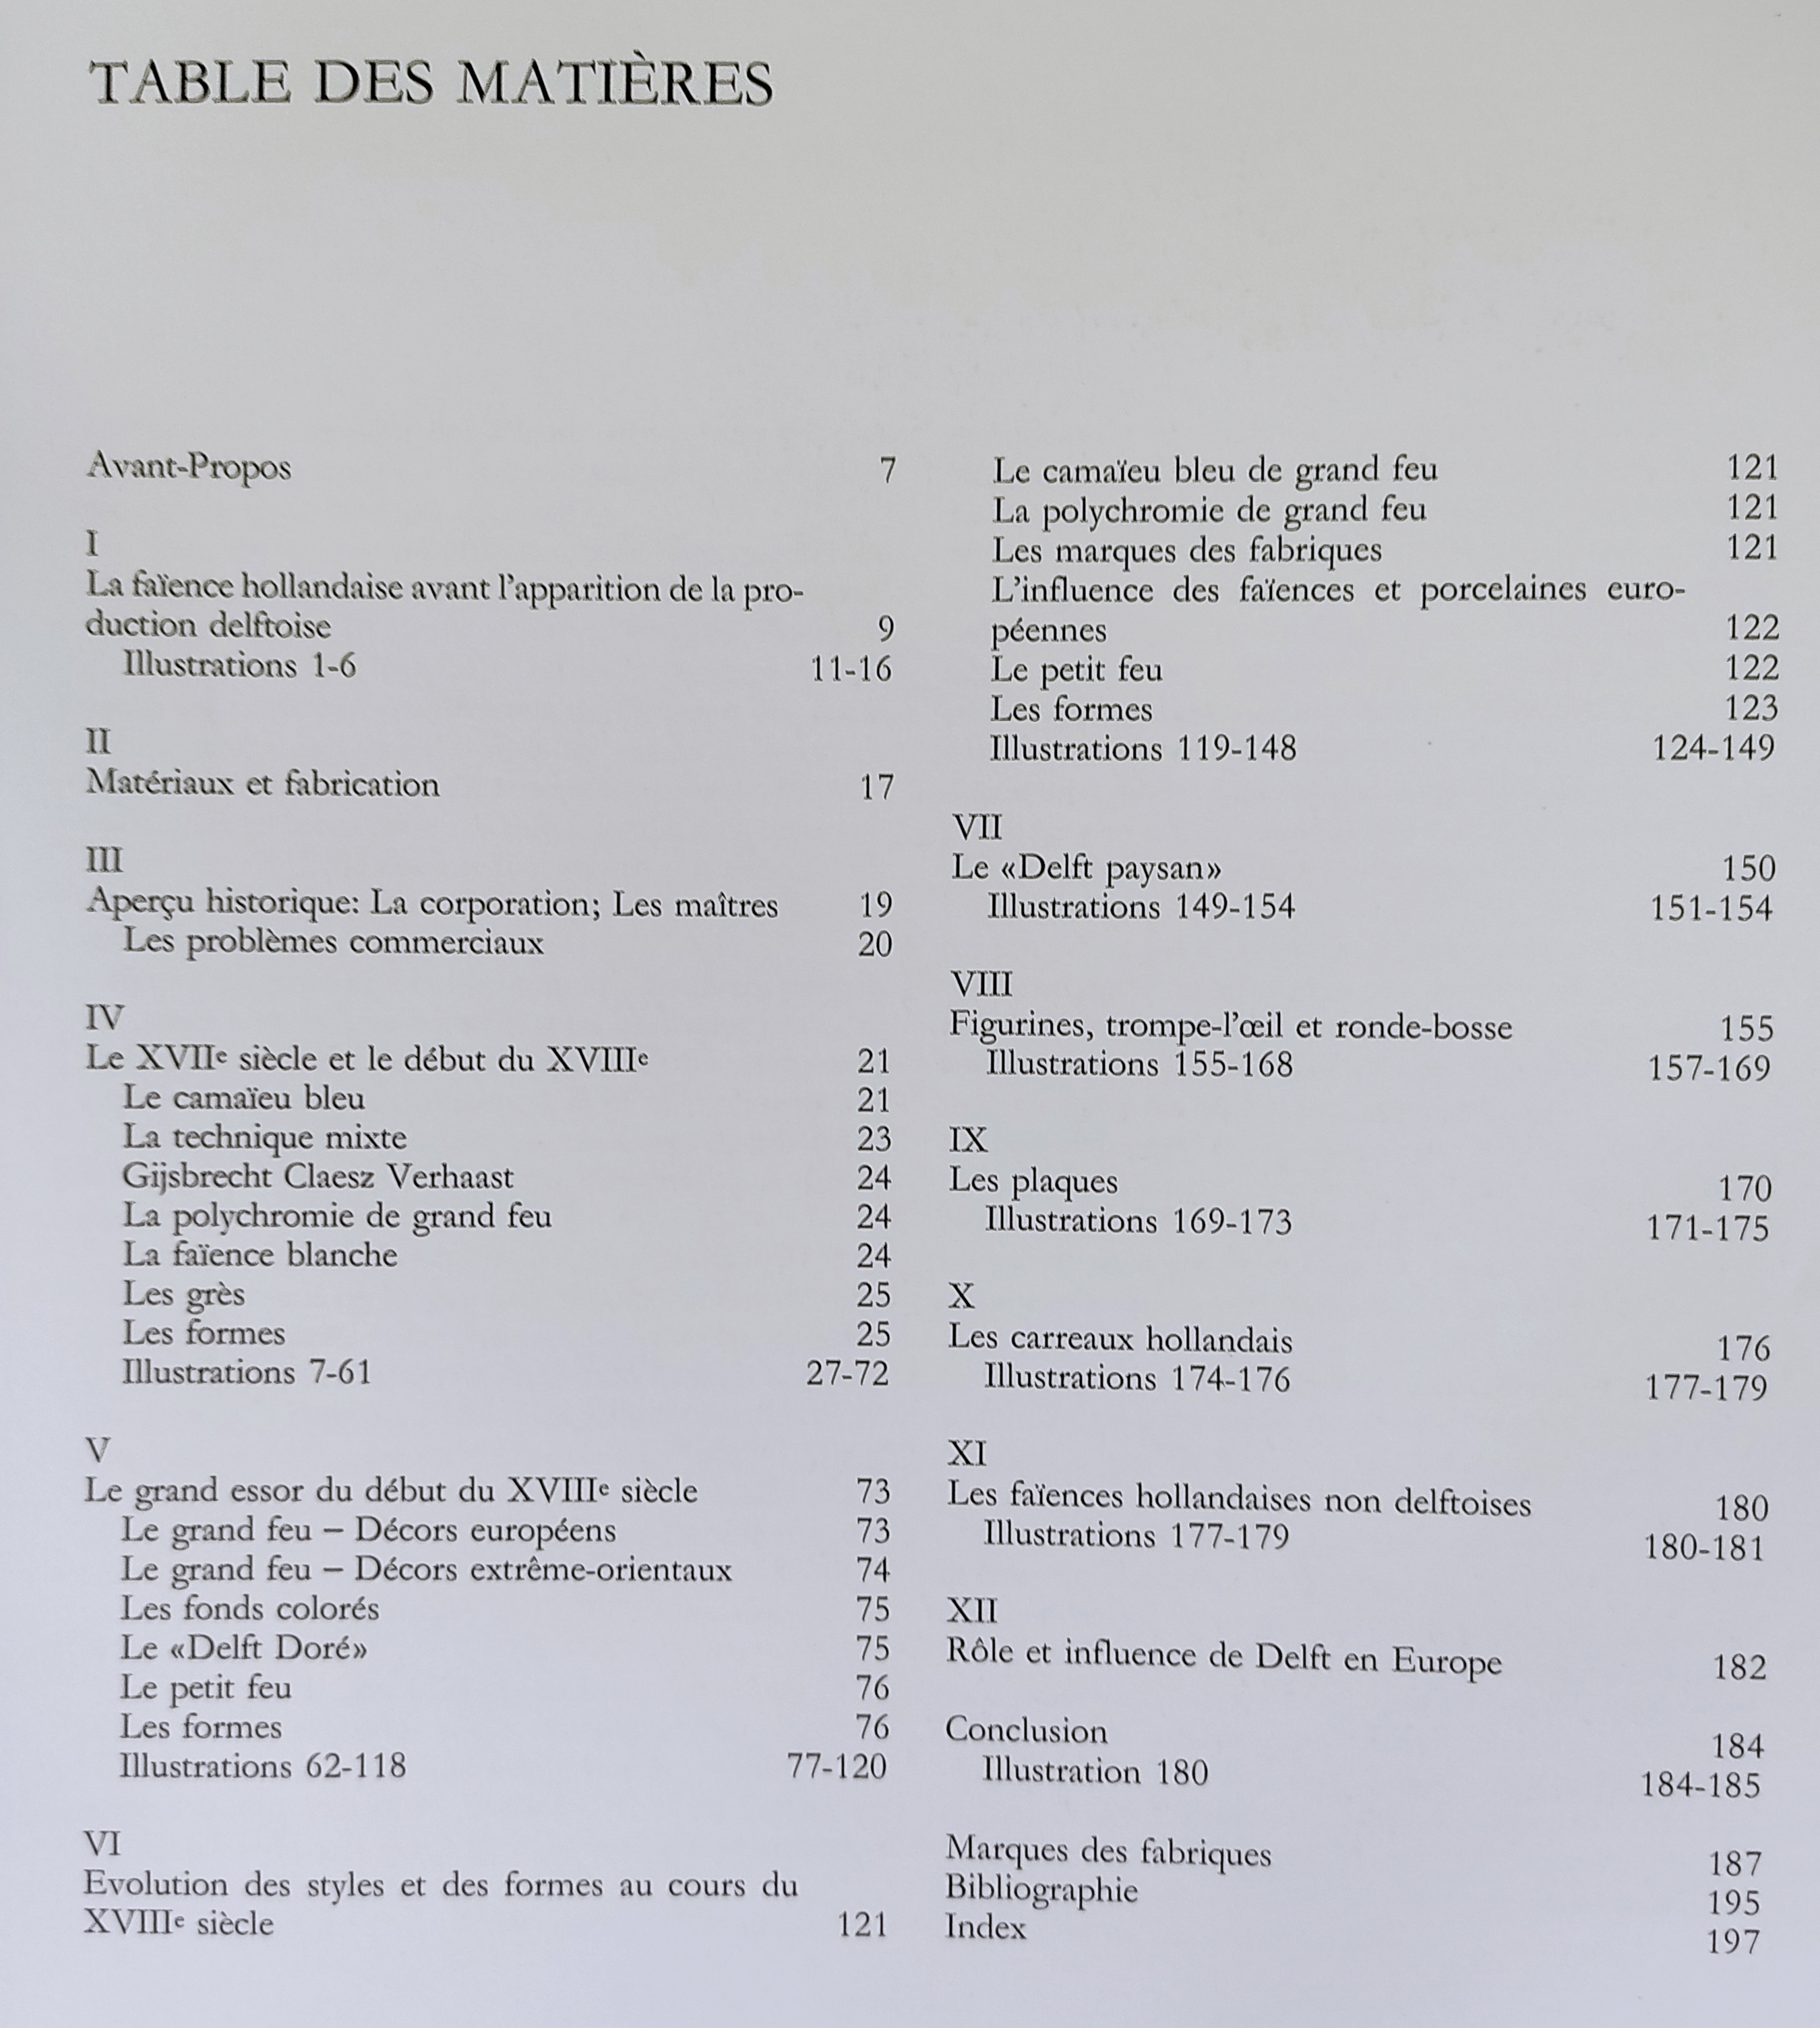 TABLE DES MATIÈRES
Avant-Propos 7
I
La faïence hollandaise avant l'apparition de la pro-
duction delftoise 9
Illustrations 1-6 11-16
II
Matériaux et fabrication 17
III
Aperçu historique: La corporation; Les maîtres 19
Les problèmes commerciaux 20
IV
Le XVIIe siècle et le début du XVIIIe 21
Le camaïeu bleu 21
La technique mixte 23
Gijsbrecht Claesz Verhaast 24
La polychromie de grand feu 24
La faïence blanche 24
Les grès 25
Les formes 25
Illustrations 7-61 27-72
V
Le grand essor du début du XVIIIe siècle 73
Le grand feu – Décors européens 73
Le grand feu – Décors extrême-orientaux 74
Les fonds colorés 75
Le «Delft Doré» 75
Le petit feu 76
Les formes 76
Illustrations 62-118 77-120
VI
Evolution des styles et des formes au cours du
XVIIIe siècle 121
Le camaïeu bleu de grand feu 121
La polychromie de grand feu 121
Les marques des fabriques 121
L'influence des faïences et porcelaines euro-
péennes 122
Le petit feu 122
Les formes 123
Illustrations 119-148 124-149
VII
Le «Delft paysan» 150
Illustrations 149-154 151-154
VIII
Figurines, trompe-l'œil et ronde-bosse 155
Illustrations 155-168 157-169
IX
Les plaques 170
Illustrations 169-173 171-175
X
Les carreaux hollandais 176
Illustrations 174-176 177-179
XI
Les faïences hollandaises non delftoises 180
Illustrations 177-179 180-181
XII
Rôle et influence de Delft en Europe 182
Conclusion 184
Illustration 180 184-185
Marques des fabriques 187
Bibliographie 195
Index 197